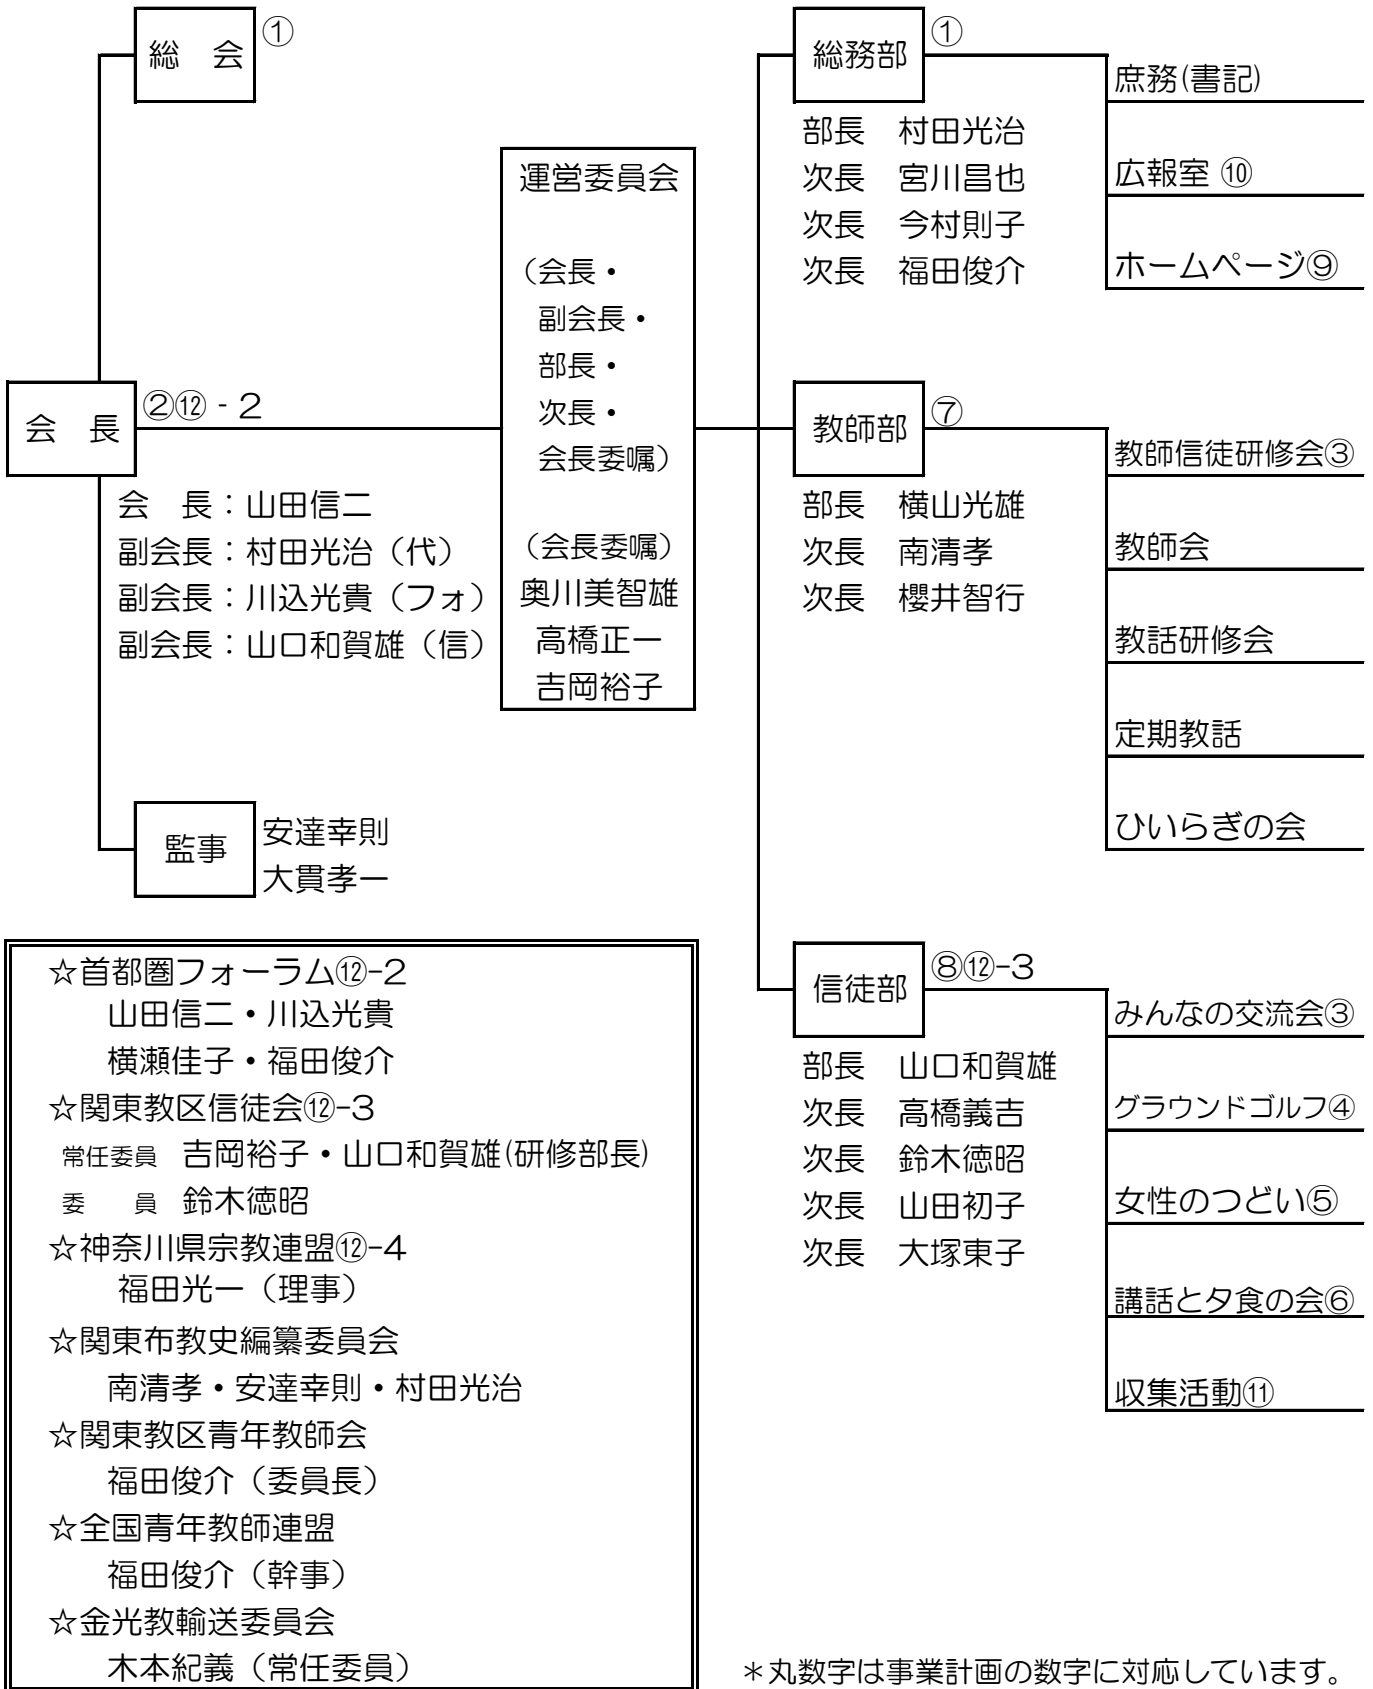 総　会 ①
会　長 ②⑫‐2
会　長：山田信二
副会長：村田光治（代）
副会長：川込光貴（フォ）
副会長：山口和賀雄（信）
監事
安達幸則
大貫孝一
運営委員会
（会長・
副会長・
部長・
次長・
会長委嘱）
（会長委嘱）
奥川美智雄
高橋正一
吉岡裕子
総務部 ①
部長　村田光治
次長　宮川昌也
次長　今村則子
次長　福田俊介
庶務(書記)
広報室 ⑩
ホームページ⑨
教師部 ⑦
部長　横山光雄
次長　南清孝
次長　櫻井智行
教師信徒研修会③
教師会
教話研修会
定期教話
ひいらぎの会
信徒部 ⑧⑫-3
部長　山口和賀雄
次長　高橋義吉
次長　鈴木徳昭
次長　山田初子
次長　大塚東子
みんなの交流会③
グラウンドゴルフ④
女性のつどい⑤
講話と夕食の会⑥
収集活動⑪
☆首都圏フォーラム⑫-2
山田信二・川込光貴
横瀬佳子・福田俊介
☆関東教区信徒会⑫-3
常任委員　吉岡裕子・山口和賀雄(研修部長)
委　　員　鈴木徳昭
☆神奈川県宗教連盟⑫-4
福田光一（理事）
☆関東布教史編纂委員会
南清孝・安達幸則・村田光治
☆関東教区青年教師会
福田俊介（委員長）
☆全国青年教師連盟
福田俊介（幹事）
☆金光教輸送委員会
木本紀義（常任委員）
＊丸数字は事業計画の数字に対応しています。